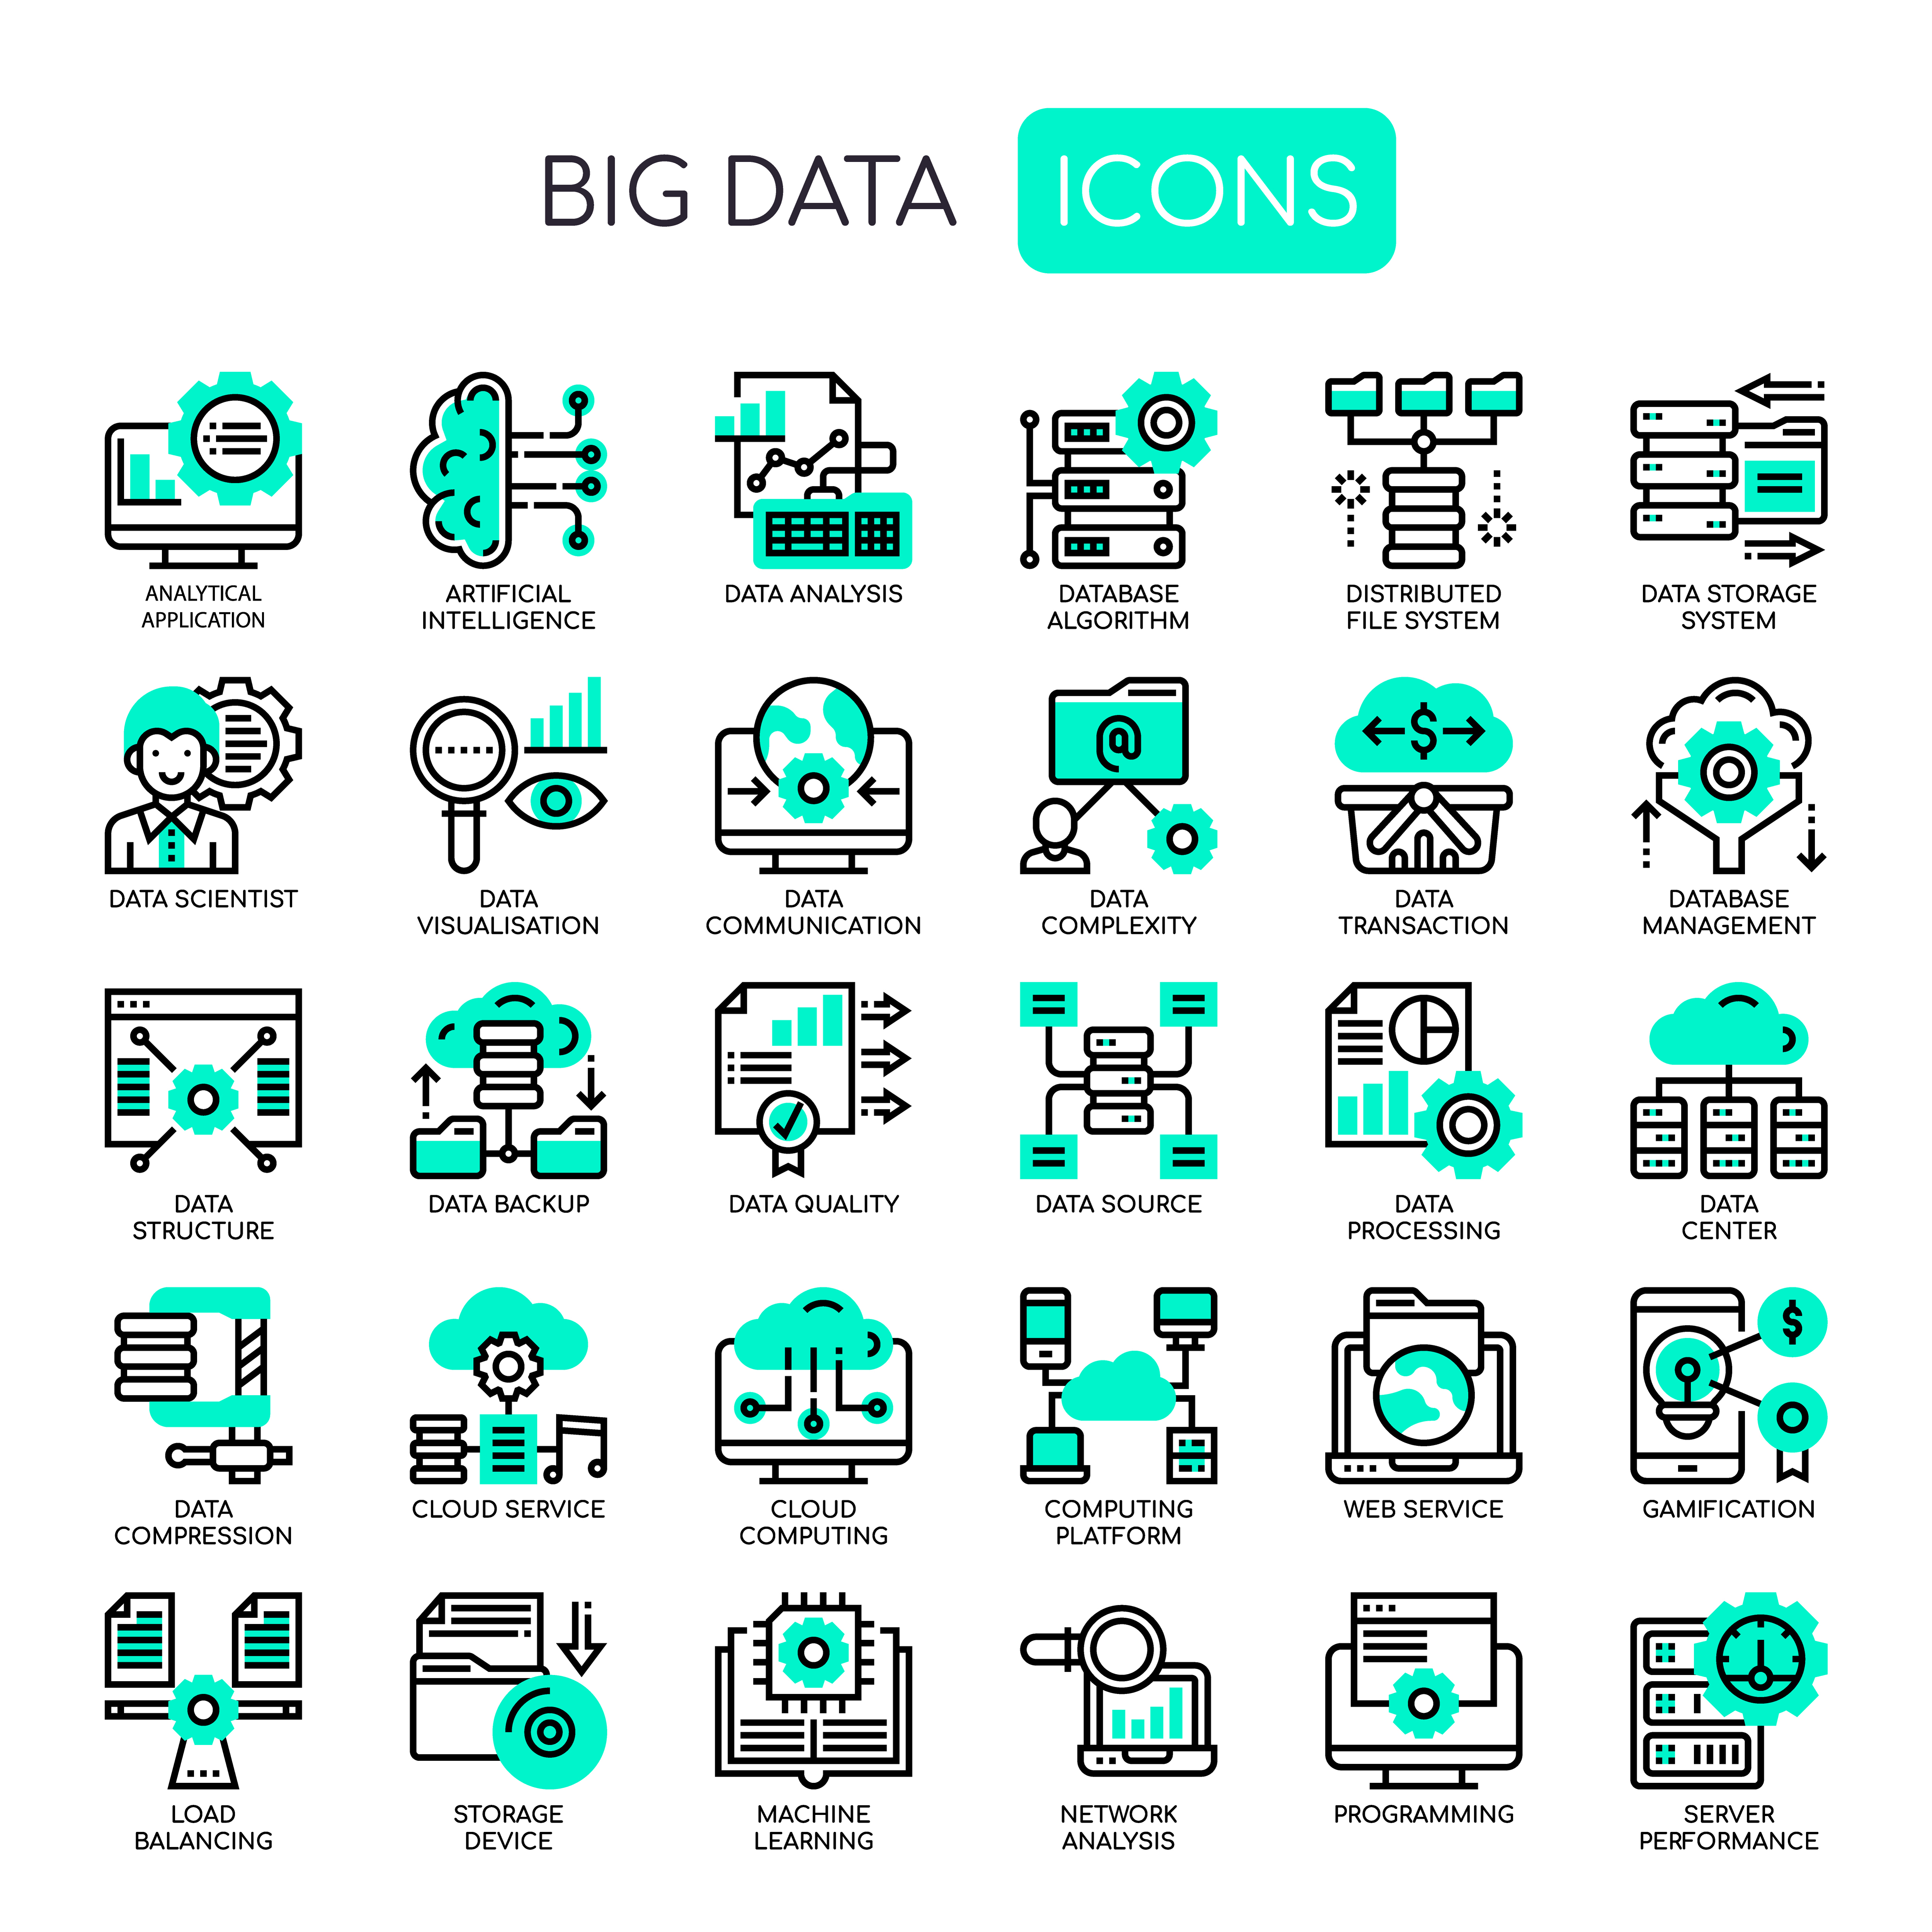 BIG DATA ICONS
ANALYTICAL
APPLICATION
ARTIFICIAL
INTELLIGENCE
DATA ANALYSIS
DATABASE
ALGORITHM
DISTRIBUTED
FILE SYSTEM
DATA STORAGE
SYSTEM
DATA SCIENTIST
DATA
VISUALISATION
DATA
COMMUNICATION
@
DATA
COMPLEXITY
$
DATA
TRANSACTION
DATABASE
MANAGEMENT
DATA
STRUCTURE
DATA BACKUP
DATA QUALITY
DATA SOURCE
DATA
PROCESSING
DATA
CENTER
DATA
COMPRESSION
CLOUD SERVICE
CLOUD
COMPUTING
COMPUTING
PLATFORM
WEB SERVICE
$
GAMIFICATION
LOAD
BALANCING
STORAGE
DEVICE
MACHINE
LEARNING
NETWORK
ANALYSIS
PROGRAMMING
SERVER
PERFORMANCE